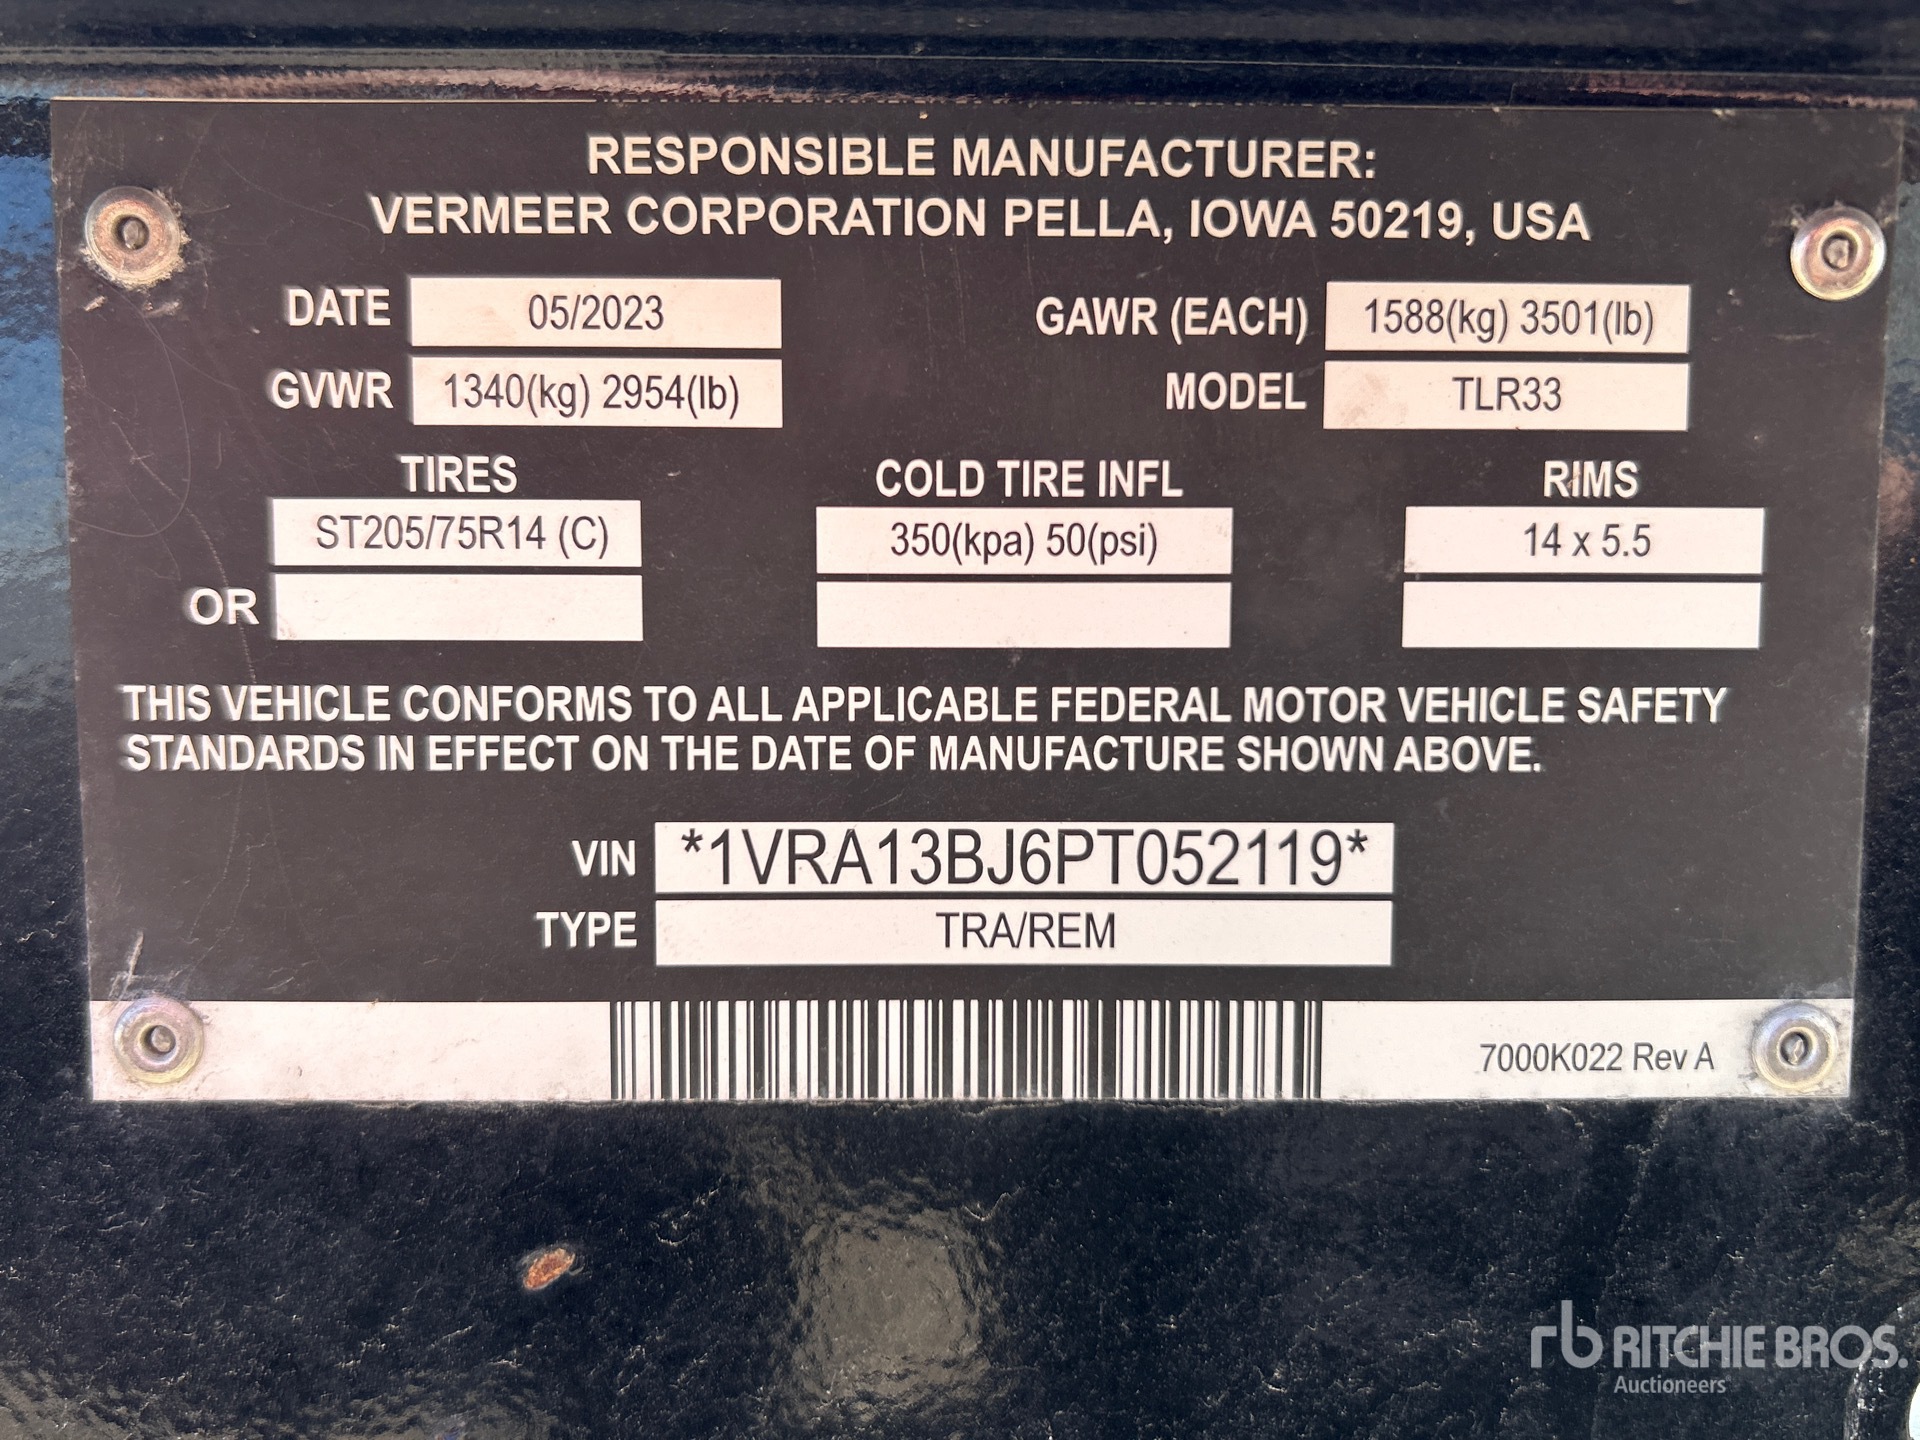 RESPONSIBLE MANUFACTURER:
VERMEER CORPORATION PELLA, IOWA 50219, USA
DATE 05/2023 GAWR (EACH) 1588(kg) 3501(lb)
GVWR 1340(kg) 2954(lb) MODEL TLR33
TIRES COLD TIRE INFL RIMS
ST205/75R14 (C) 350(kpa) 50(psi) 14 x 5.5
OR
THIS VEHICLE CONFORMS TO ALL APPLICABLE FEDERAL MOTOR VEHICLE SAFETY
STANDARDS IN EFFECT ON THE DATE OF MANUFACTURE SHOWN ABOVE.
VIN *1VRA13BJ6PT052119*
TYPE TRA/REM
7000K022 Rev A
rb RITCHIE BROS.
Auctioneers